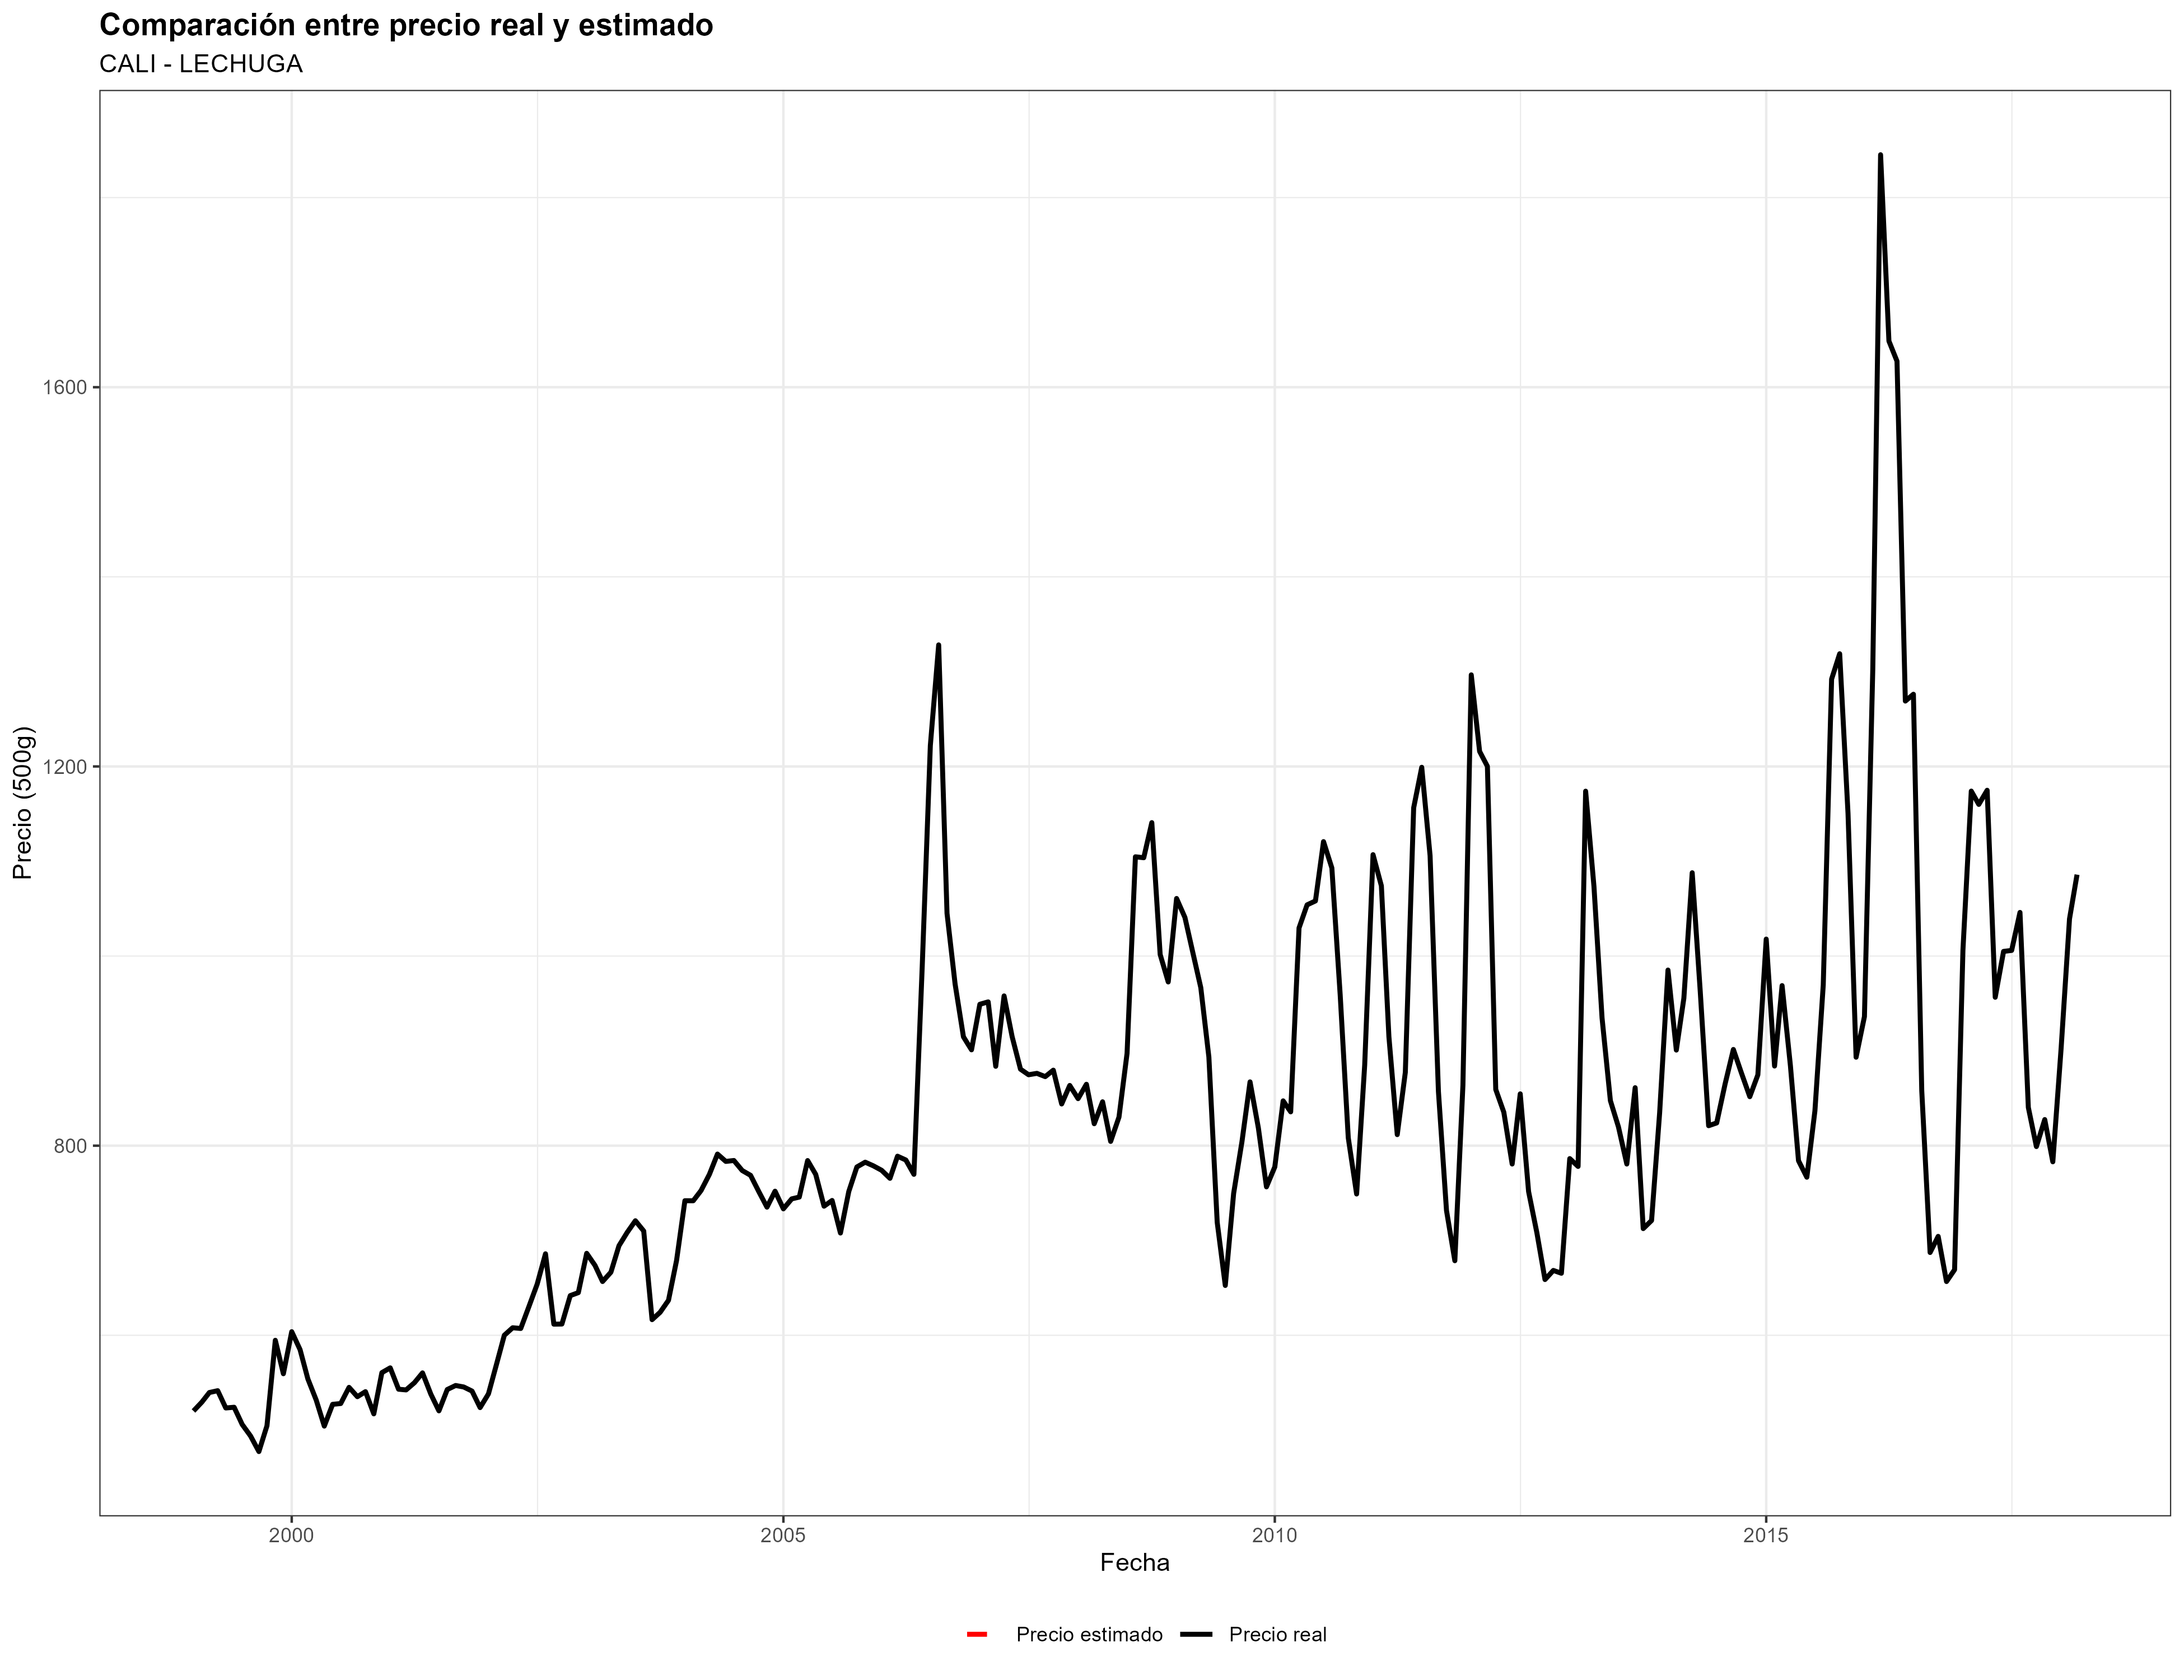 Comparación entre precio real y estimado
CALI - LECHUGA
Precio (500g)
1600
1200
800
2000 2005 2010 2015
Fecha
Precio estimado Precio real